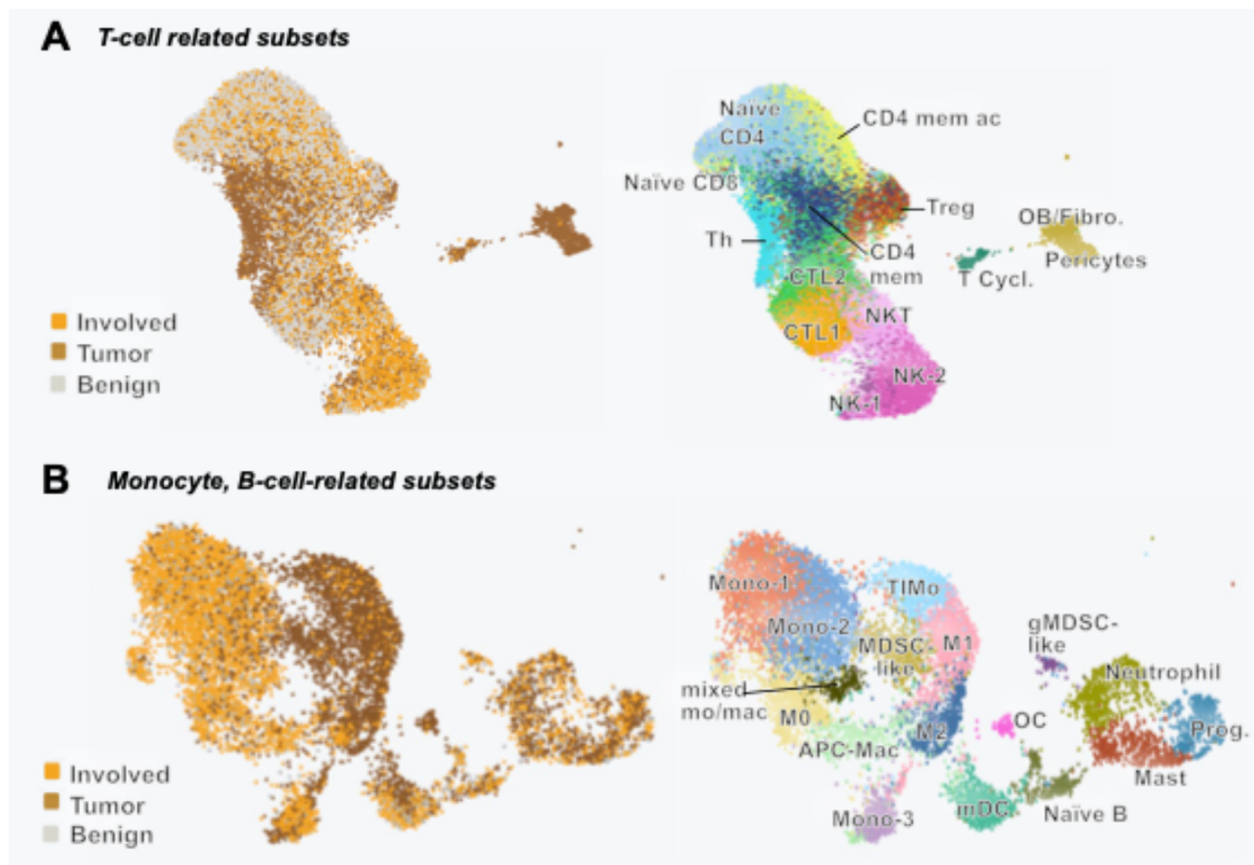 A T-cell related subsets
Naïve
CD4
CD4 mem ac
Naïve CD8
Treg
OB/Fibro.
Th
CD4
mem
Pericytes
T Cycl.
CTL2
NKT
CTL1
NK-2
NK-1
Involved
Tumor
Benign
B Monocyte, B-cell-related subsets
Mono-1
TIMo
Mono-2
MDSC-
like
M1
gMDSC-
like
Neutrophil
mixed
mo/mac
M0
APC-Mac
M2
OC
Prog.
Mast
Mono-3
mDC
Naïve B
Involved
Tumor
Benign